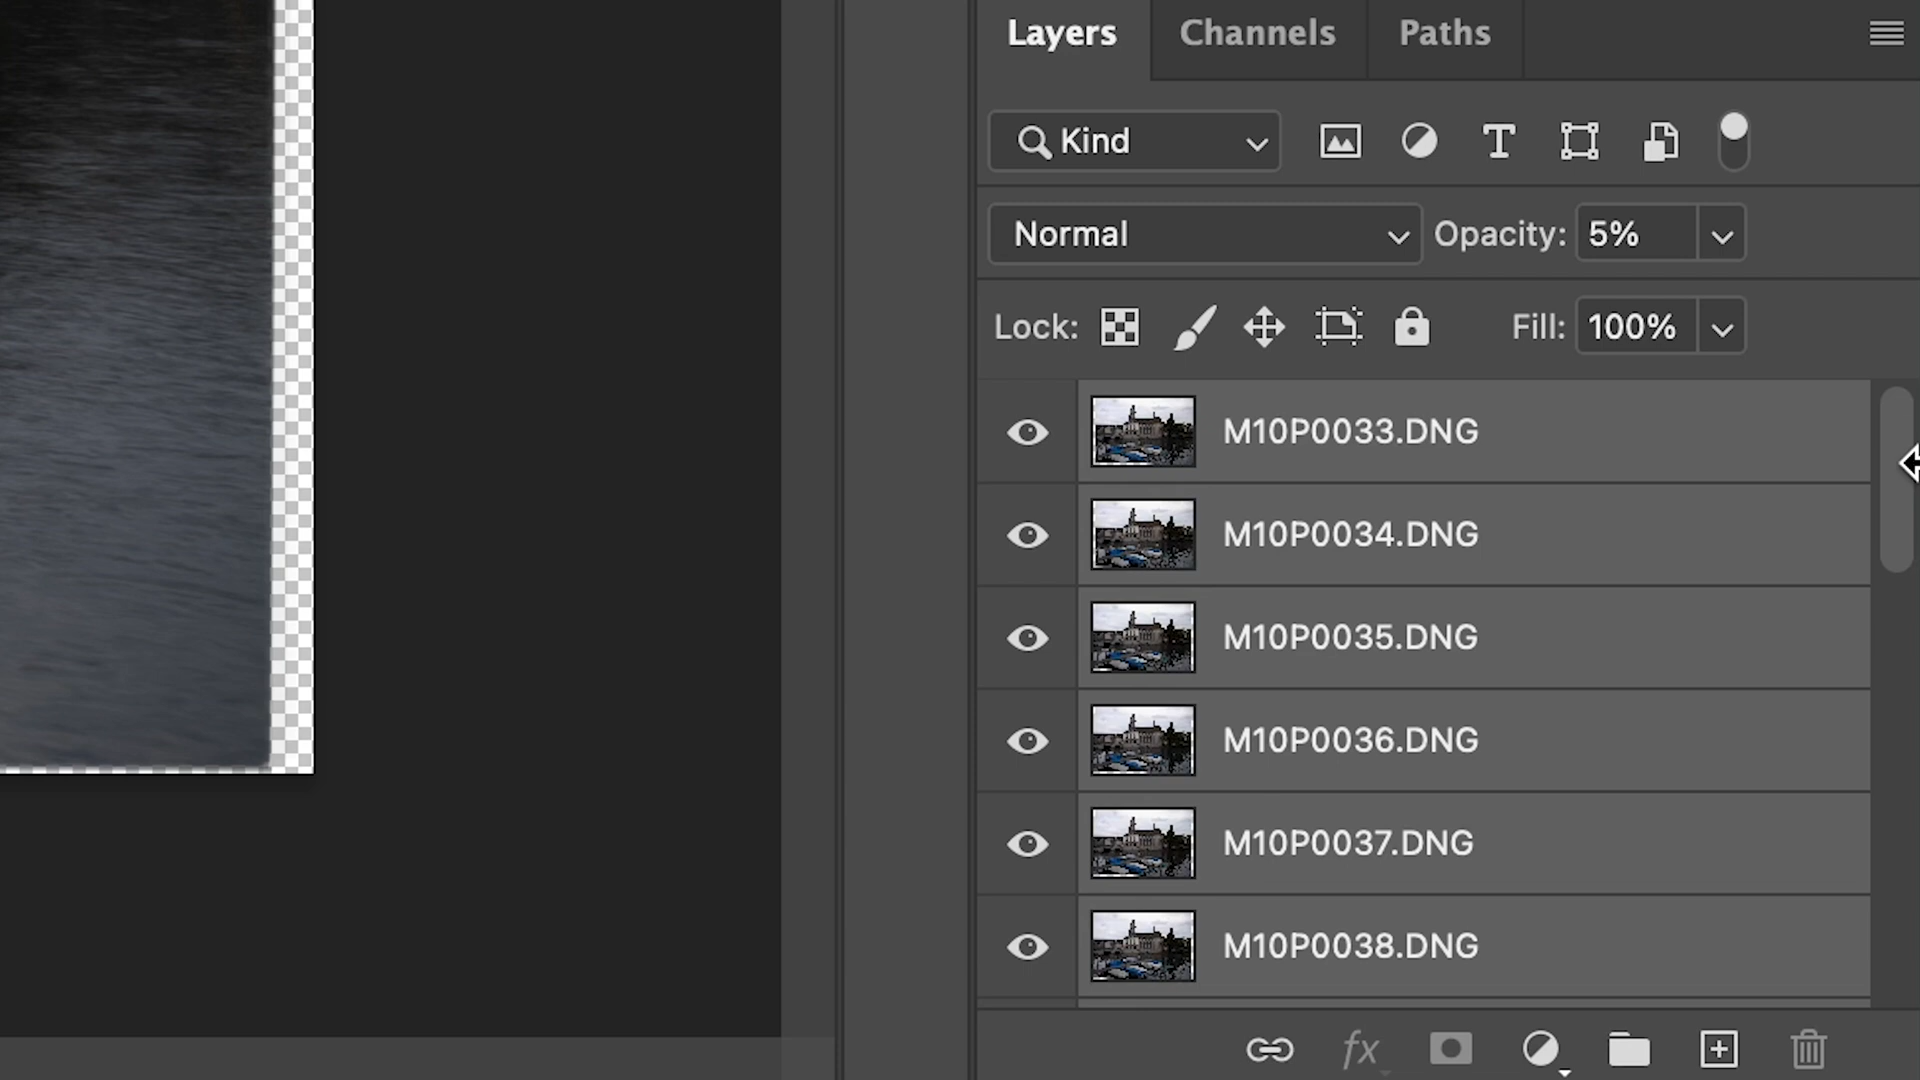 Layers Channels Paths
Kind
Normal Opacity: 5%
Lock: Fill: 100%
M10P0033.DNG
M10P0034.DNG
M10P0035.DNG
M10P0036.DNG
M10P0037.DNG
M10P0038.DNG
fx